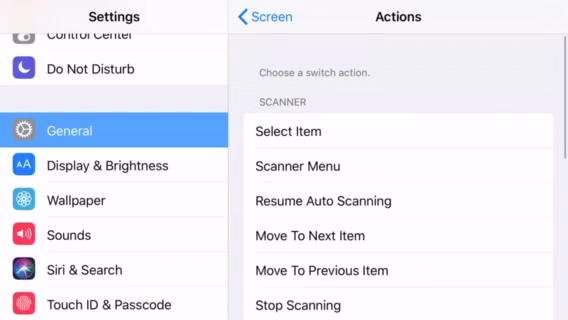 Settings
Control Center
Do Not Disturb
General
AA
Display & Brightness
Wallpaper
Sounds
Siri & Search
Touch ID & Passcode
Screen
Actions
Choose a switch action.
SCANNER
Select Item
Scanner Menu
Resume Auto Scanning
Move To Next Item
Move To Previous Item
Stop Scanning